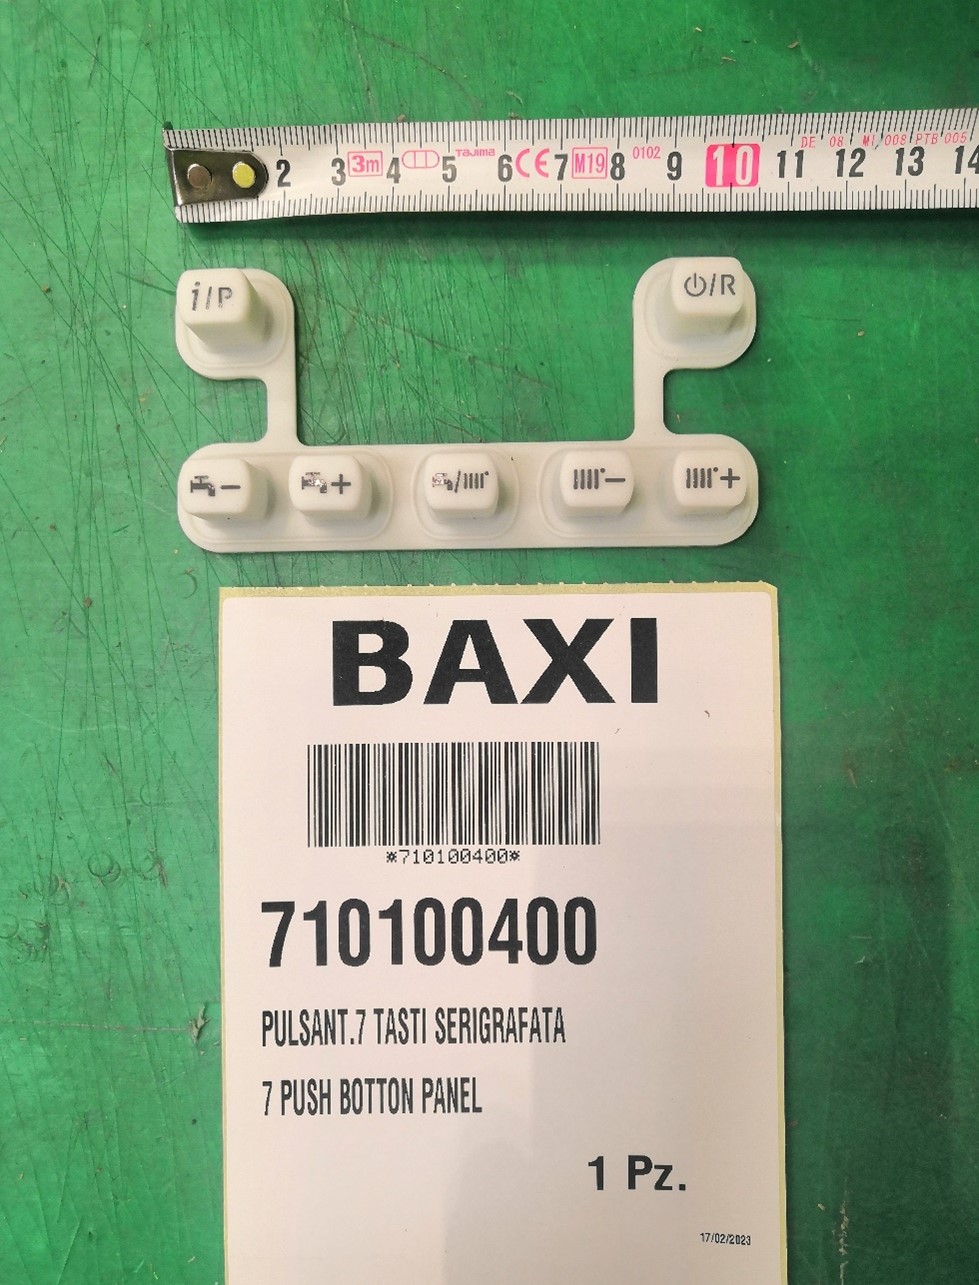 DE 08 MI 008 PTB 005
2 3 3m 4 5 Tajima 6 CE 7 M19 8 0102 9 10 11 12 13 14
i/P
/R
-
+
/
-
+
BAXI
*710100400*
710100400
PULSANT.7 TASTI SERIGRAFATA
7 PUSH BOTTON PANEL
1 Pz.
17/02/2023